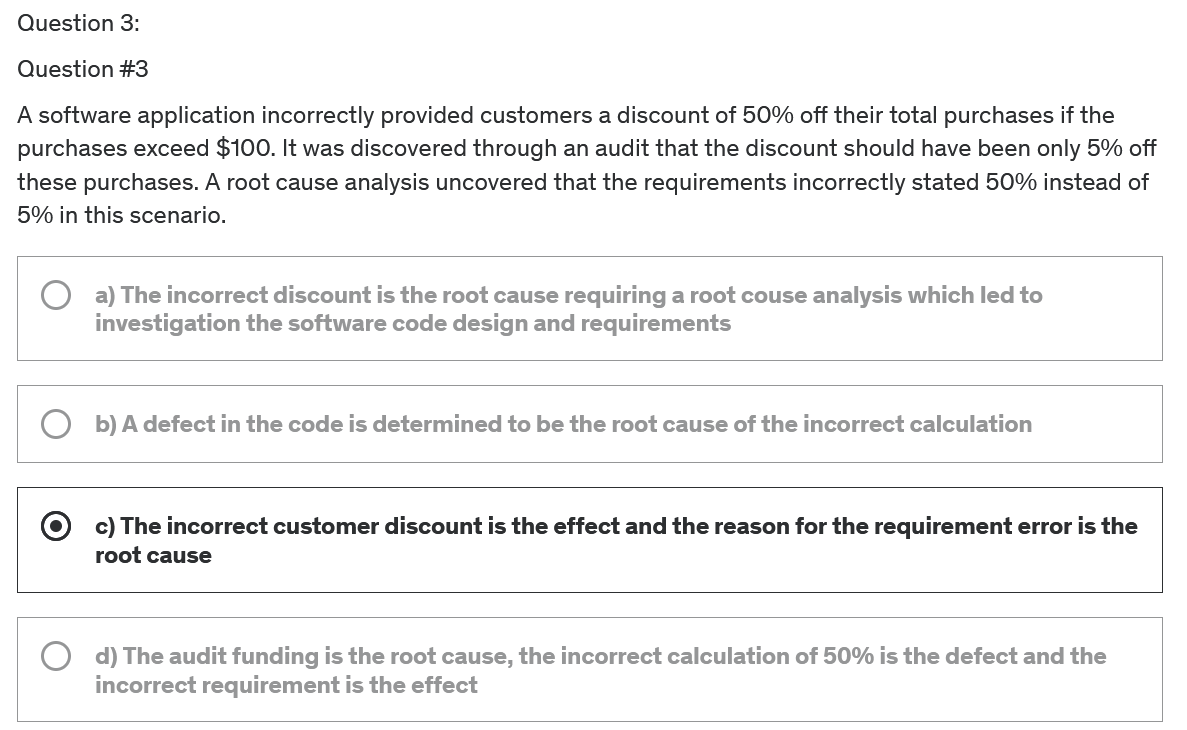 Question 3:
Question #3
A software application incorrectly provided customers a discount of 50% off their total purchases if the
purchases exceed $100. It was discovered through an audit that the discount should have been only 5% off
these purchases. A root cause analysis uncovered that the requirements incorrectly stated 50% instead of
5% in this scenario.
a) The incorrect discount is the root cause requiring a root couse analysis which led to
investigation the software code design and requirements
b) A defect in the code is determined to be the root cause of the incorrect calculation
c) The incorrect customer discount is the effect and the reason for the requirement error is the
root cause
d) The audit funding is the root cause, the incorrect calculation of 50% is the defect and the
incorrect requirement is the effect